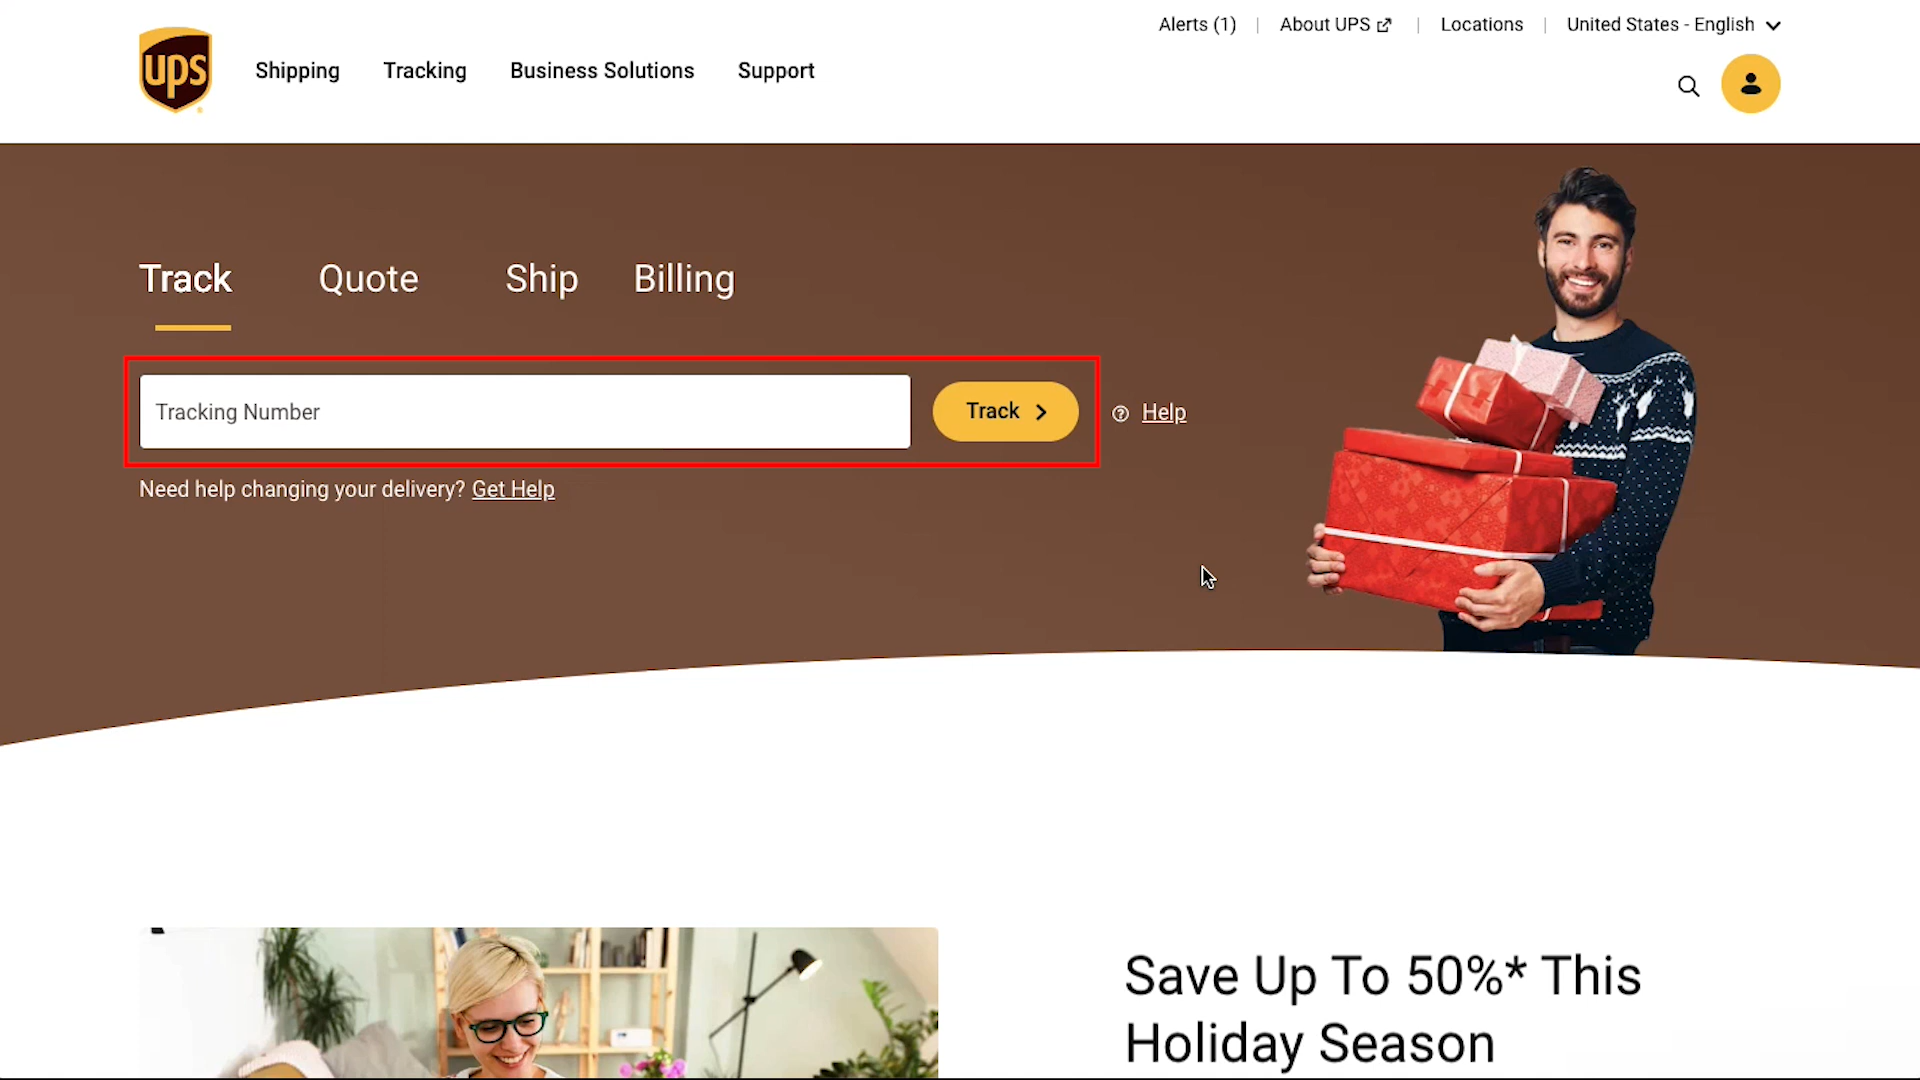 Alerts (1) | About UPS | Locations | United States - English
ups
Shipping Tracking Business Solutions Support
Track Quote Ship Billing
Tracking Number Track Help
Need help changing your delivery? Get Help
Save Up To 50%* This
Holiday Season